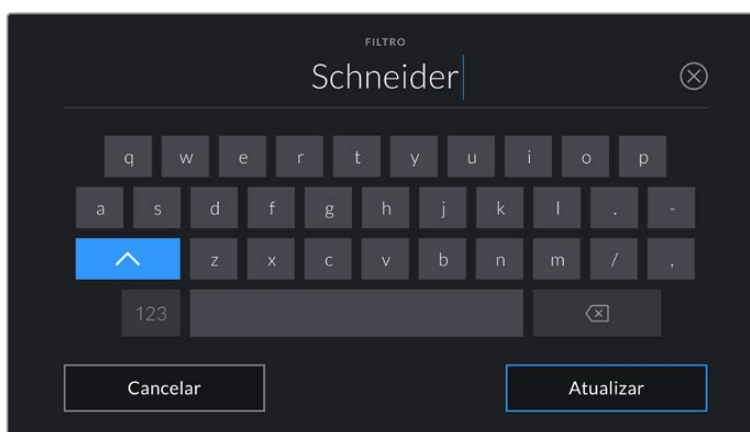 FILTRO
Schneider
q w e r t y u i o p
a s d f g h j k l . -
z x c v b n m / ,
123
Cancelar Atualizar